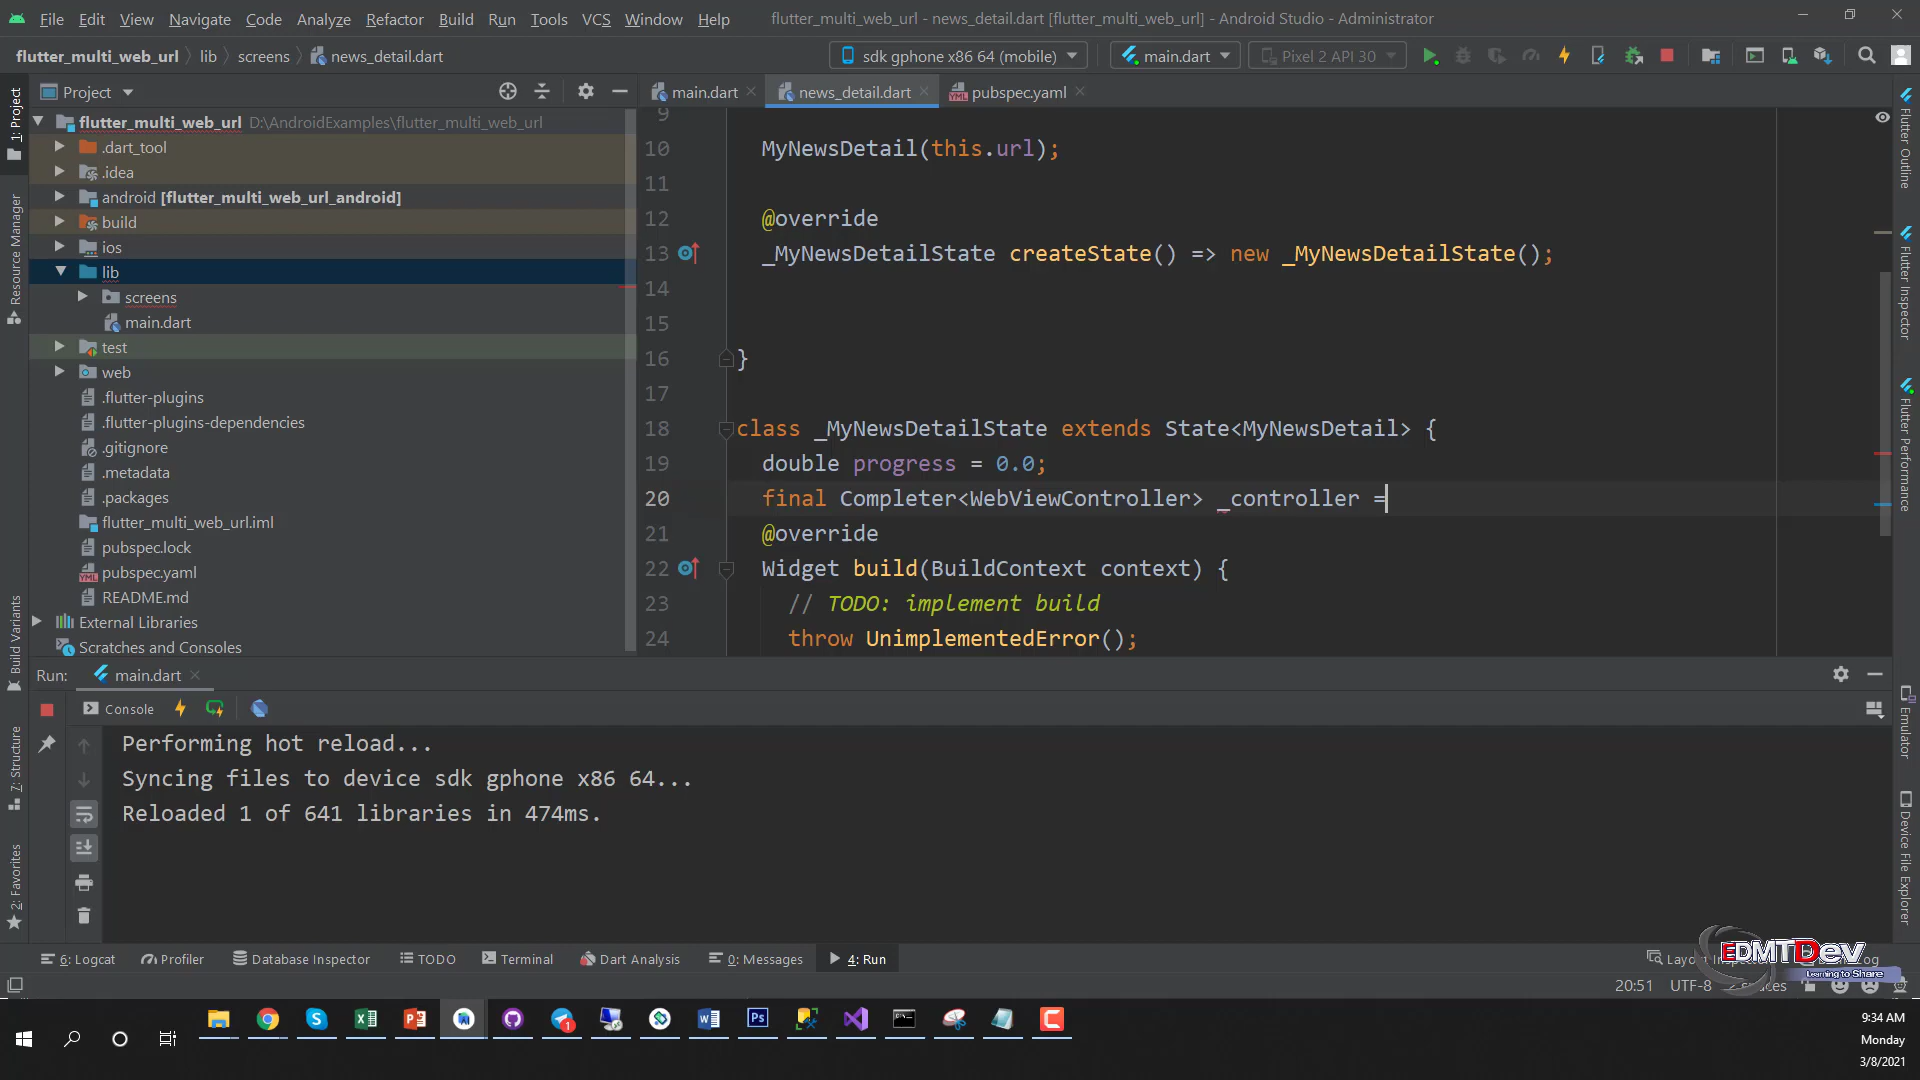 File Edit View Navigate Code Analyze Refactor Build Run Tools VCS Window Help flutter_multi_web_url - news_detail.dart [flutter_multi_web_url] - Android Studio - Administrator
flutter_multi_web_url lib screens news_detail.dart sdk gphone x86 64 (mobile) main.dart Pixel 2 API 30
Project main.dart news_detail.dart pubspec.yaml
flutter_multi_web_url D:\AndroidExamples\flutter_multi_web_url
.dart_tool
.idea
android [flutter_multi_web_url_android]
build
ios
lib
screens
main.dart
test
web
.flutter-plugins
.flutter-plugins-dependencies
.gitignore
.metadata
.packages
flutter_multi_web_url.iml
pubspec.lock
pubspec.yaml
README.md
External Libraries
Scratches and Consoles
9
10 MyNewsDetail(this.url);
11
12 @override
13 _MyNewsDetailState createState() => new _MyNewsDetailState();
14
15
16 }
17
18 class _MyNewsDetailState extends State<MyNewsDetail> {
19 double progress = 0.0;
20 final Completer<WebViewController> _controller =
21 @override
22 Widget build(BuildContext context) {
23 // TODO: implement build
24 throw UnimplementedError();
1: Project
Resource Manager
Build Variants
7: Structure
2: Favorites
Flutter Outline
Flutter Inspector
Flutter Performance
Emulator
Device File Explorer
Run: main.dart
Console
Performing hot reload...
Syncing files to device sdk gphone x86 64...
Reloaded 1 of 641 libraries in 474ms.
6: Logcat Profiler Database Inspector TODO Terminal Dart Analysis 0: Messages 4: Run
EDMTDev
Learning to Share
20:51 UTF-8 spaces
9:34 AM
Monday
3/8/2021